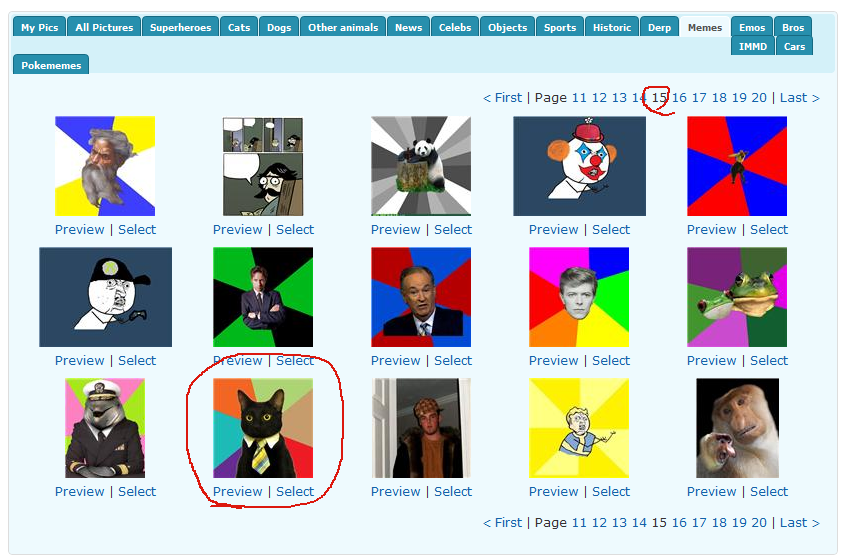 My Pics All Pictures Superheroes Cats Dogs Other animals News Celebs Objects Sports Historic Derp Memes Emos Bros
IMMD Cars
Pokememes
< First | Page 11 12 13 14 15 16 17 18 19 20 | Last >
Preview | Select Preview | Select Preview | Select Preview | Select Preview | Select
Preview | Select Preview | Select Preview | Select Preview | Select Preview | Select
Preview | Select Preview | Select Preview | Select Preview | Select Preview | Select
< First | Page 11 12 13 14 15 16 17 18 19 20 | Last >